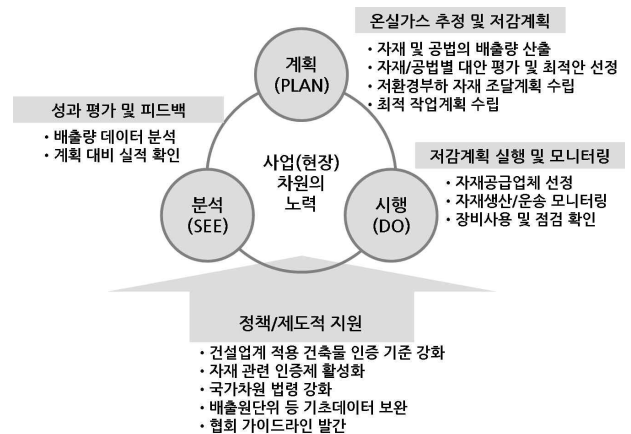 온실가스 추정 및 저감계획
• 자재 및 공법의 배출량 산출
• 자재/공법별 대안 평가 및 최적안 선정
• 저환경부하 자재 조달계획 수립
• 최적 작업계획 수립
계획
(PLAN)
성과 평가 및 피드백
• 배출량 데이터 분석
• 계획 대비 실적 확인
사업(현장)
차원의
노력
저감계획 실행 및 모니터링
• 자재공급업체 선정
• 자재생산/운송 모니터링
• 장비사용 및 점검 확인
분석
(SEE)
시행
(DO)
정책/제도적 지원
• 건설업계 적용 건축물 인증 기준 강화
• 자재 관련 인증제 활성화
• 국가차원 법령 강화
• 배출원단위 등 기초데이터 보완
• 협회 가이드라인 발간